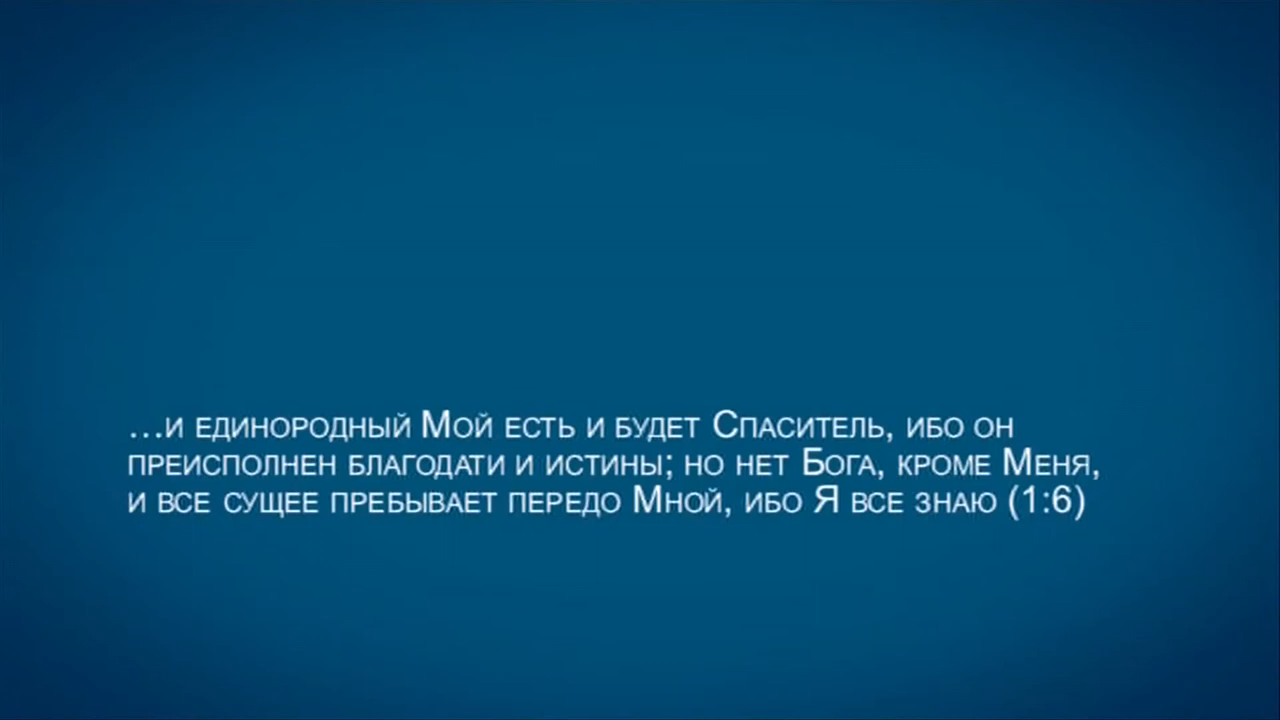 …и единородный Мой есть и будет Спаситель, ибо он
преисполнен благодати и истины; но нет Бога, кроме Меня,
и все сущее пребывает передо Мной, ибо Я все знаю (1:6)